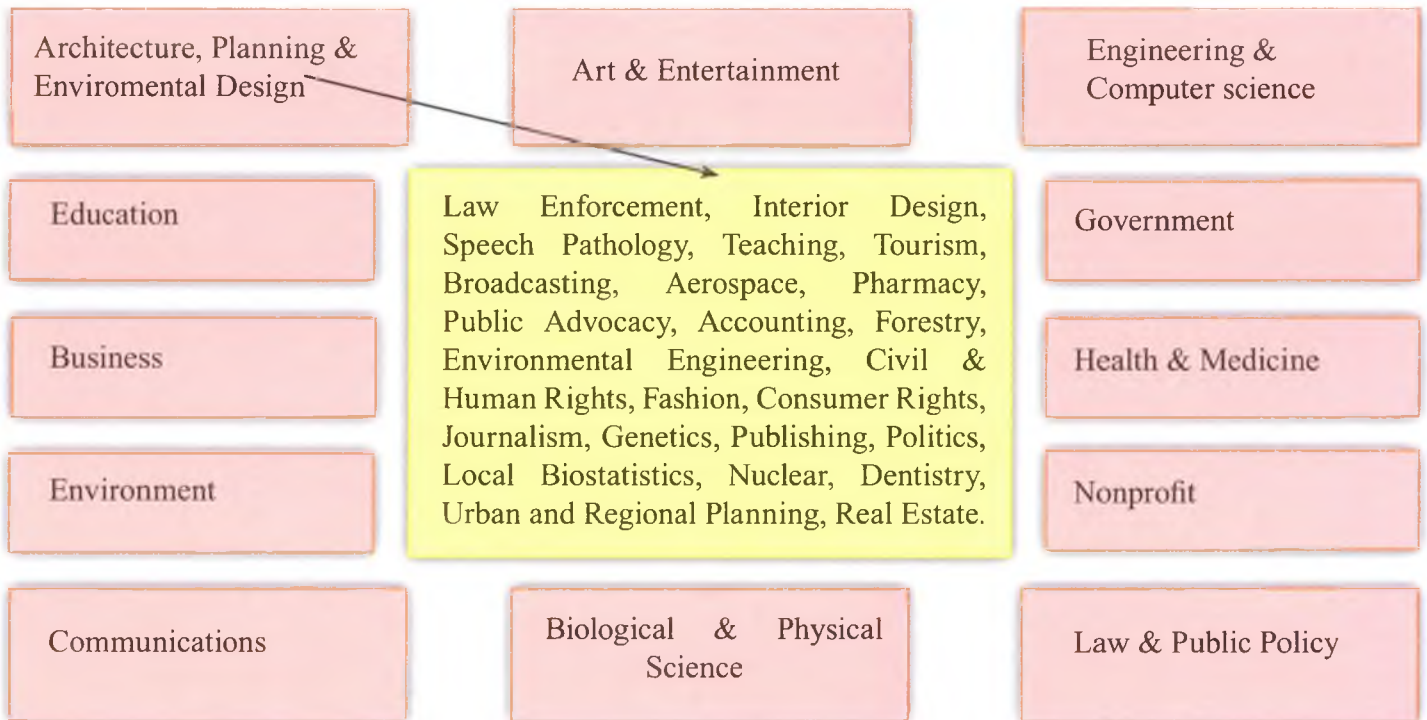 Architecture, Planning &
Enviromental Design
Art & Entertainment
Engineering &
Computer science
Education
Law Enforcement, Interior Design,
Speech Pathology, Teaching, Tourism,
Broadcasting, Aerospace, Pharmacy,
Public Advocacy, Accounting, Forestry,
Environmental Engineering, Civil &
Human Rights, Fashion, Consumer Rights,
Journalism, Genetics, Publishing, Politics,
Local Biostatistics, Nuclear, Dentistry,
Urban and Regional Planning, Real Estate.
Government
Business
Health & Medicine
Environment
Nonprofit
Communications
Biological & Physical
Science
Law & Public Policy